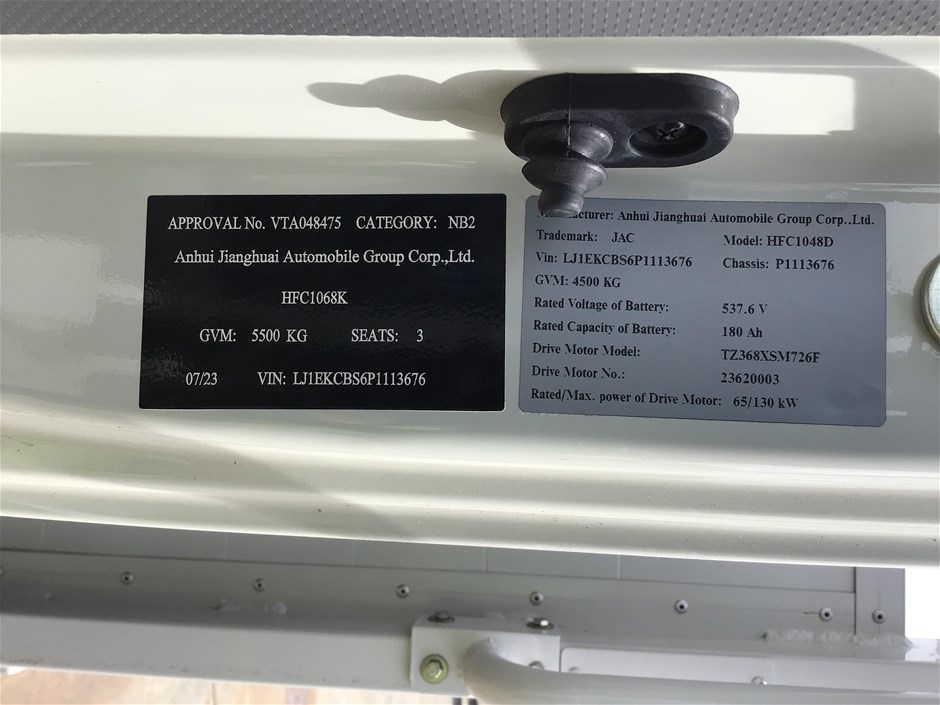 APPROVAL No. VTA048475 CATEGORY: NB2
Anhui Jianghuai Automobile Group Corp.,Ltd.
HFC1068K
GVM: 5500 KG SEATS: 3
07/23 VIN: LJ1EKCBS6P1113676
Anhui Jianghuai Automobile Group Corp..Ltd.
Trademark: JAC Model: HFC1048D
Vin: LJ1EKCBS6P1113676 Chassis: P1113676
GVM: 4500 KG
Rated Voltage of Battery: 537.6 V
Rated Capacity of Battery: 180 Ah
Drive Motor Model: TZ368XSM726F
Drive Motor No.: 23620003
Rated/Max. power of Drive Motor: 65/130 kW